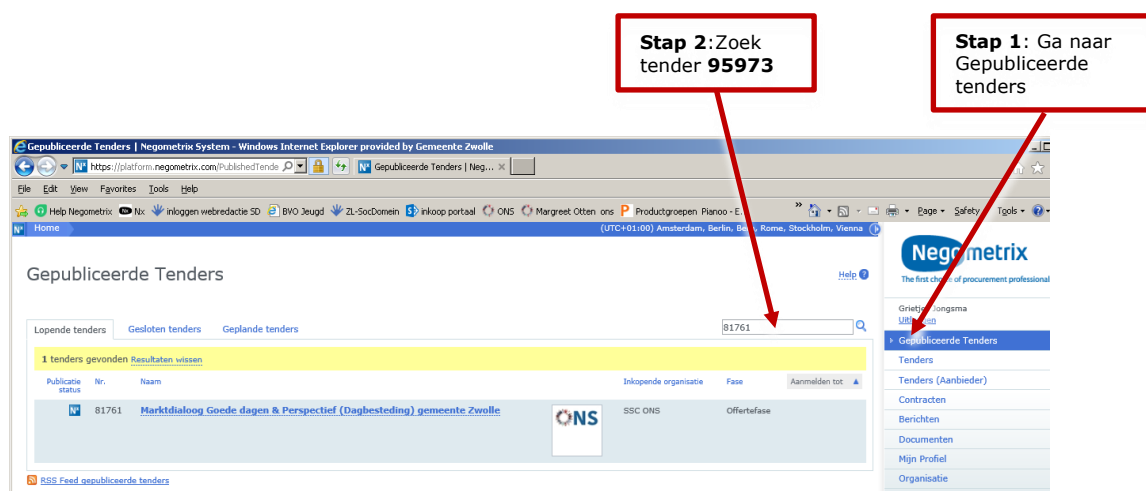 Stap 2:Zoek
tender 95973
Stap 1: Ga naar
Gepubliceerde
tenders
Gepubliceerde Tenders | Negometrix System - Windows Internet Explorer provided by Gemeente Zwolle
https://platform.negometrix.com/PublishedTende
Gepubliceerde Tenders | Neg...
File Edit View Favorites Tools Help
Help Negometrix Nx inloggen webredactie SD BVO Jeugd ZL-SocDomein inkoop portaal ONS Margreet Otten ons Productgroepen Pianoo - E... Page Safety Tools
Home (UTC+01:00) Amsterdam, Berlin, Rome, Stockholm, Vienna
Negometrix
The first choice of procurement professional
Gepubliceerde Tenders
Help
Grietje Jongsma
Uitloggen
Lopende tenders Gesloten tenders Geplande tenders
81761
Gepubliceerde Tenders
1 tenders gevonden Resultaten wissen
Tenders
Publicatie status Nr. Naam Inkopende organisatie Fase Aanmelden tot
Tenders (Aanbieder)
Contracten
81761 Marktdialoog Goede dagen & Perspectief (Dagbesteding) gemeente Zwolle ONS SSC ONS Offertefase
Berichten
Documenten
Mijn Profiel
RSS Feed gepubliceerde tenders
Organisatie